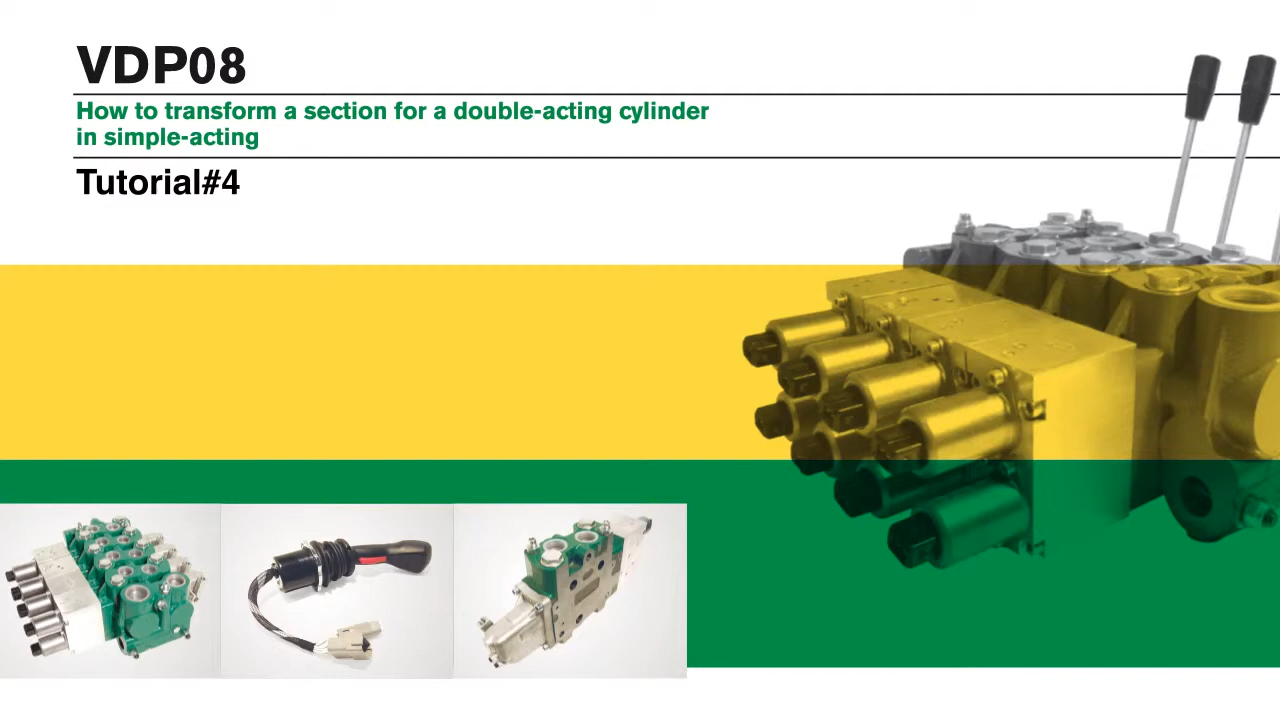 VDP08
How to transform a section for a double-acting cylinder
in simple-acting
Tutorial#4